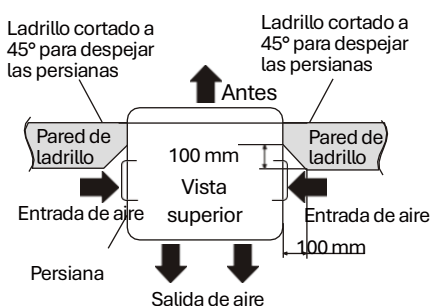 Ladrillo cortado a
45° para despejar
las persianas
Ladrillo cortado a
45° para despejar
las persianas
Antes
Pared de
ladrillo
100 mm
Pared de
ladrillo
Vista
superior
Entrada de aire
Entrada de aire
100 mm
Persiana
Salida de aire